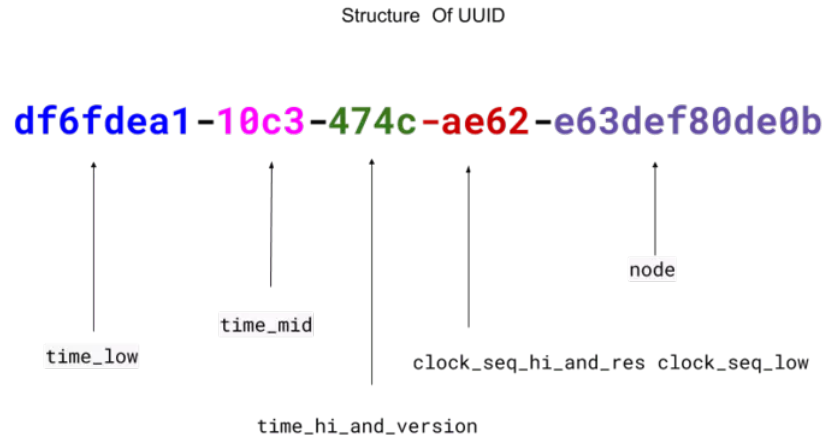 Structure Of UUID
df6fdea1-10c3-474c-ae62-e63def80de0b
node
time_mid
time_low
clock_seq_hi_and_res clock_seq_low
time_hi_and_version